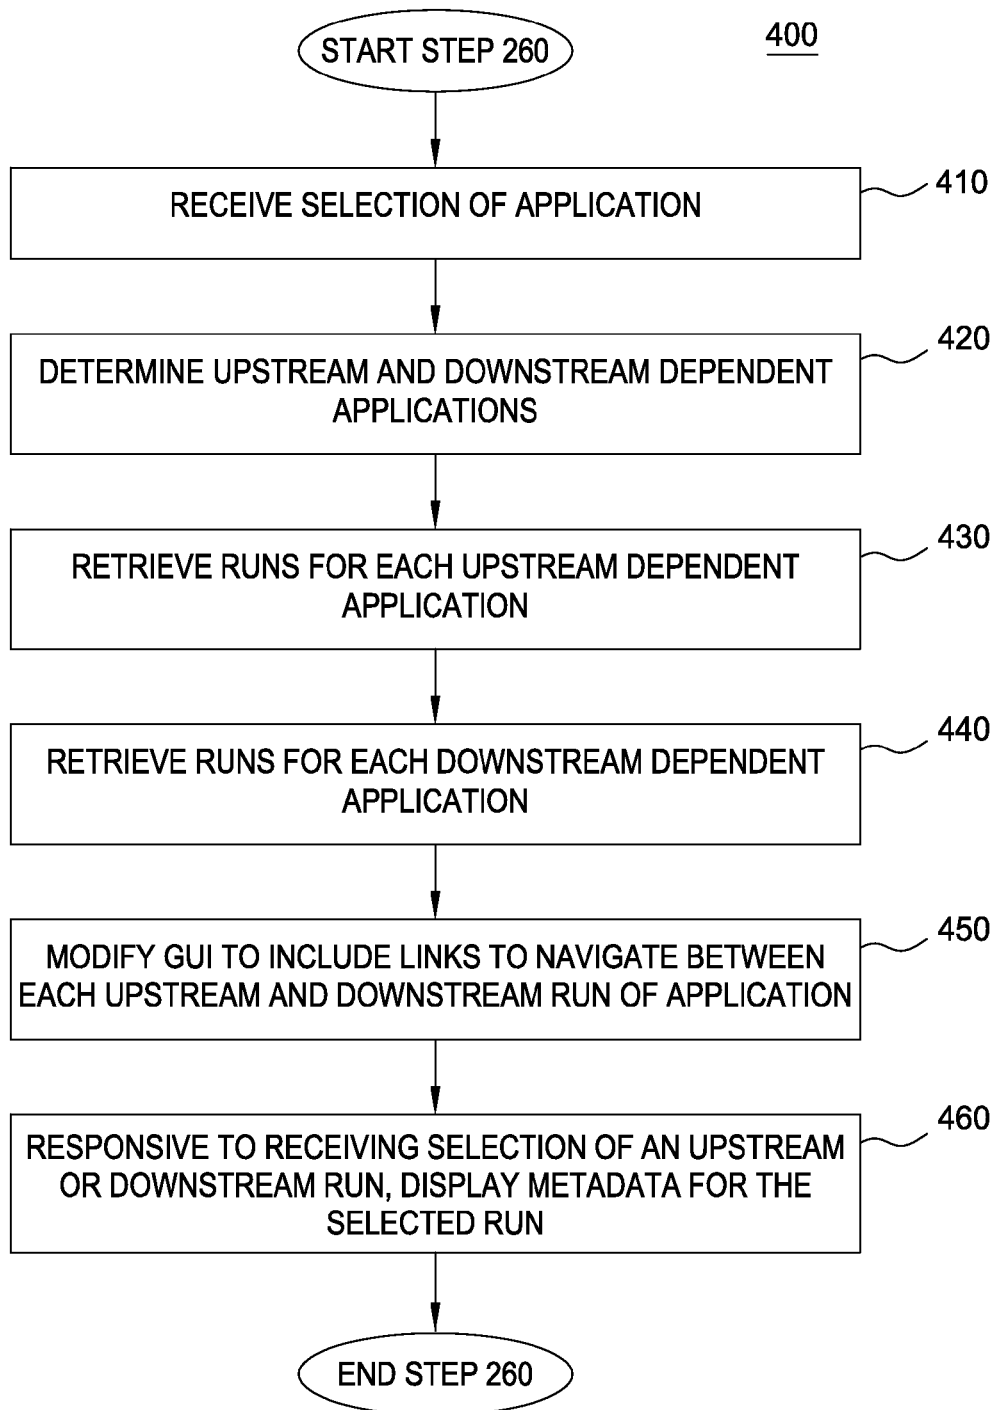 START STEP 260
400
RECEIVE SELECTION OF APPLICATION
410
DETERMINE UPSTREAM AND DOWNSTREAM DEPENDENT
APPLICATIONS
420
RETRIEVE RUNS FOR EACH UPSTREAM DEPENDENT
APPLICATION
430
RETRIEVE RUNS FOR EACH DOWNSTREAM DEPENDENT
APPLICATION
440
MODIFY GUI TO INCLUDE LINKS TO NAVIGATE BETWEEN
EACH UPSTREAM AND DOWNSTREAM RUN OF APPLICATION
450
RESPONSIVE TO RECEIVING SELECTION OF AN UPSTREAM
OR DOWNSTREAM RUN, DISPLAY METADATA FOR THE
SELECTED RUN
460
END STEP 260